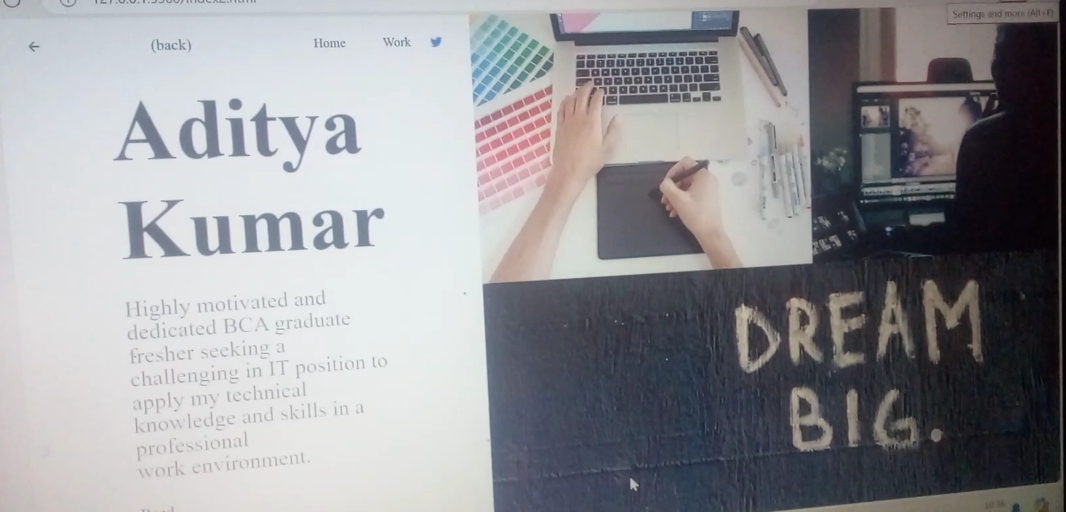 127.0.0.1:5500/index2.html
Settings and more (Alt+F)
(back) Home Work
Aditya
Kumar
Highly motivated and
dedicated BCA graduate
fresher seeking a
challenging in IT position to
apply my technical
knowledge and skills in a
professional
work environment.
DREAM
BIG.